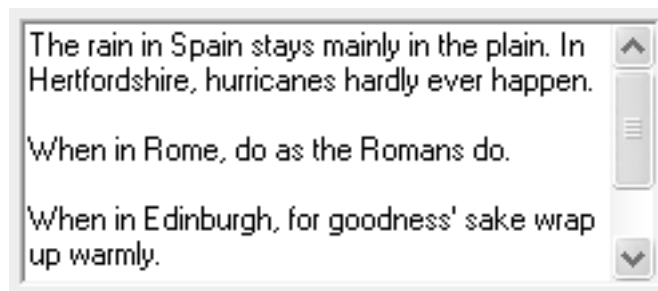 The rain in Spain stays mainly in the plain. In
Hertfordshire, hurricanes hardly ever happen.
When in Rome, do as the Romans do.
When in Edinburgh, for goodness' sake wrap
up warmly.